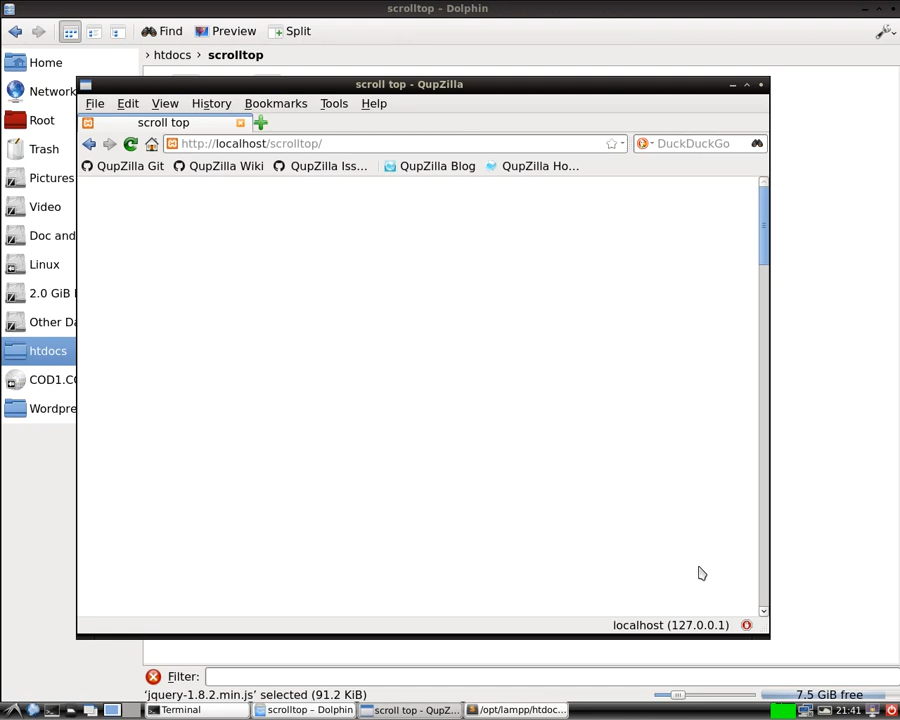 scrolltop – Dolphin
Find Preview Split
› htdocs › scrolltop
Home
Network
Root
Trash
Pictures
Video
Doc and
Linux
2.0 GiB
Other Da
htdocs
COD1.CO
Wordpre
scroll top - QupZilla
File Edit View History Bookmarks Tools Help
scroll top
http://localhost/scrolltop/ DuckDuckGo
QupZilla Git QupZilla Wiki QupZilla Iss... QupZilla Blog QupZilla Ho...
localhost (127.0.0.1)
Filter:
‘jquery-1.8.2.min.js’ selected (91.2 KiB) 7.5 GiB free
Terminal scrolltop – Dolphin scroll top - QupZ... /opt/lampp/htdoc... 21:41